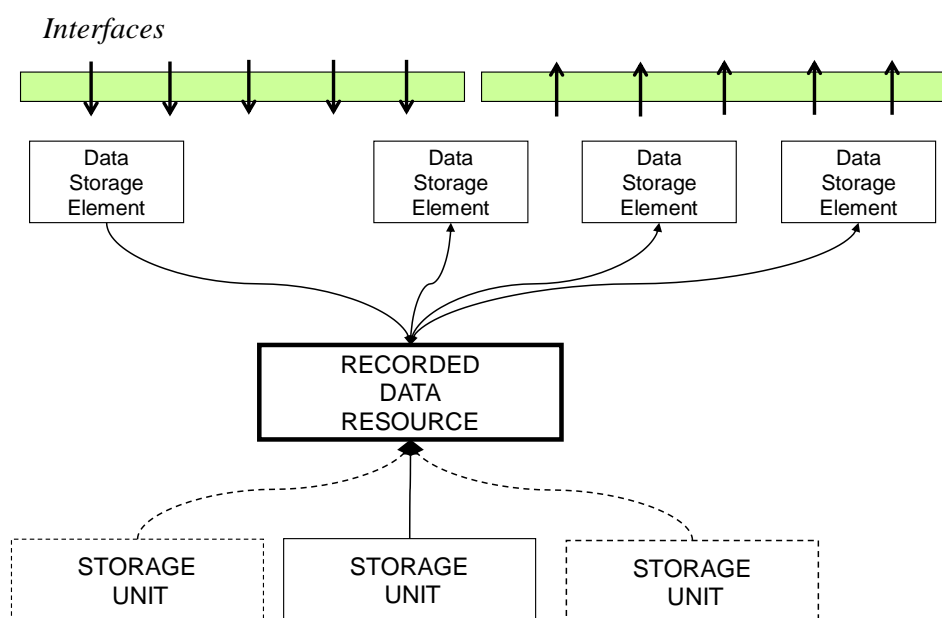 Interfaces
Data
Storage
Element
Data
Storage
Element
Data
Storage
Element
Data
Storage
Element
RECORDED
DATA
RESOURCE
STORAGE
UNIT
STORAGE
UNIT
STORAGE
UNIT